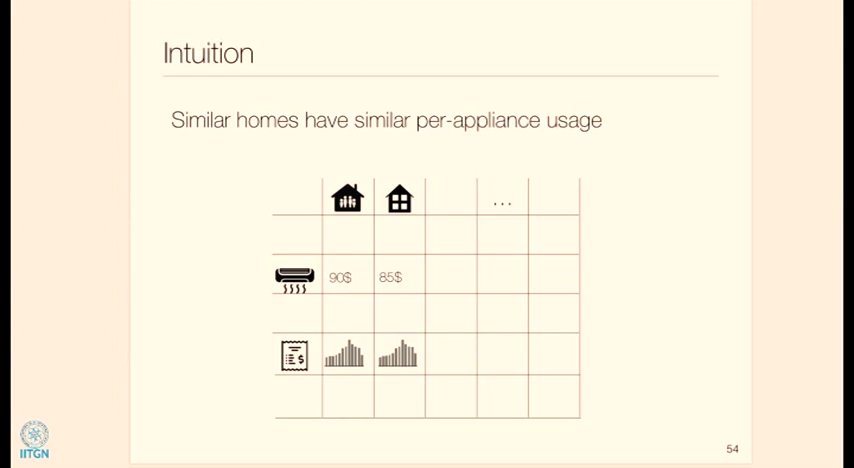 Intuition
Similar homes have similar per-appliance usage
...
90$ 85$
$
IITGN
54